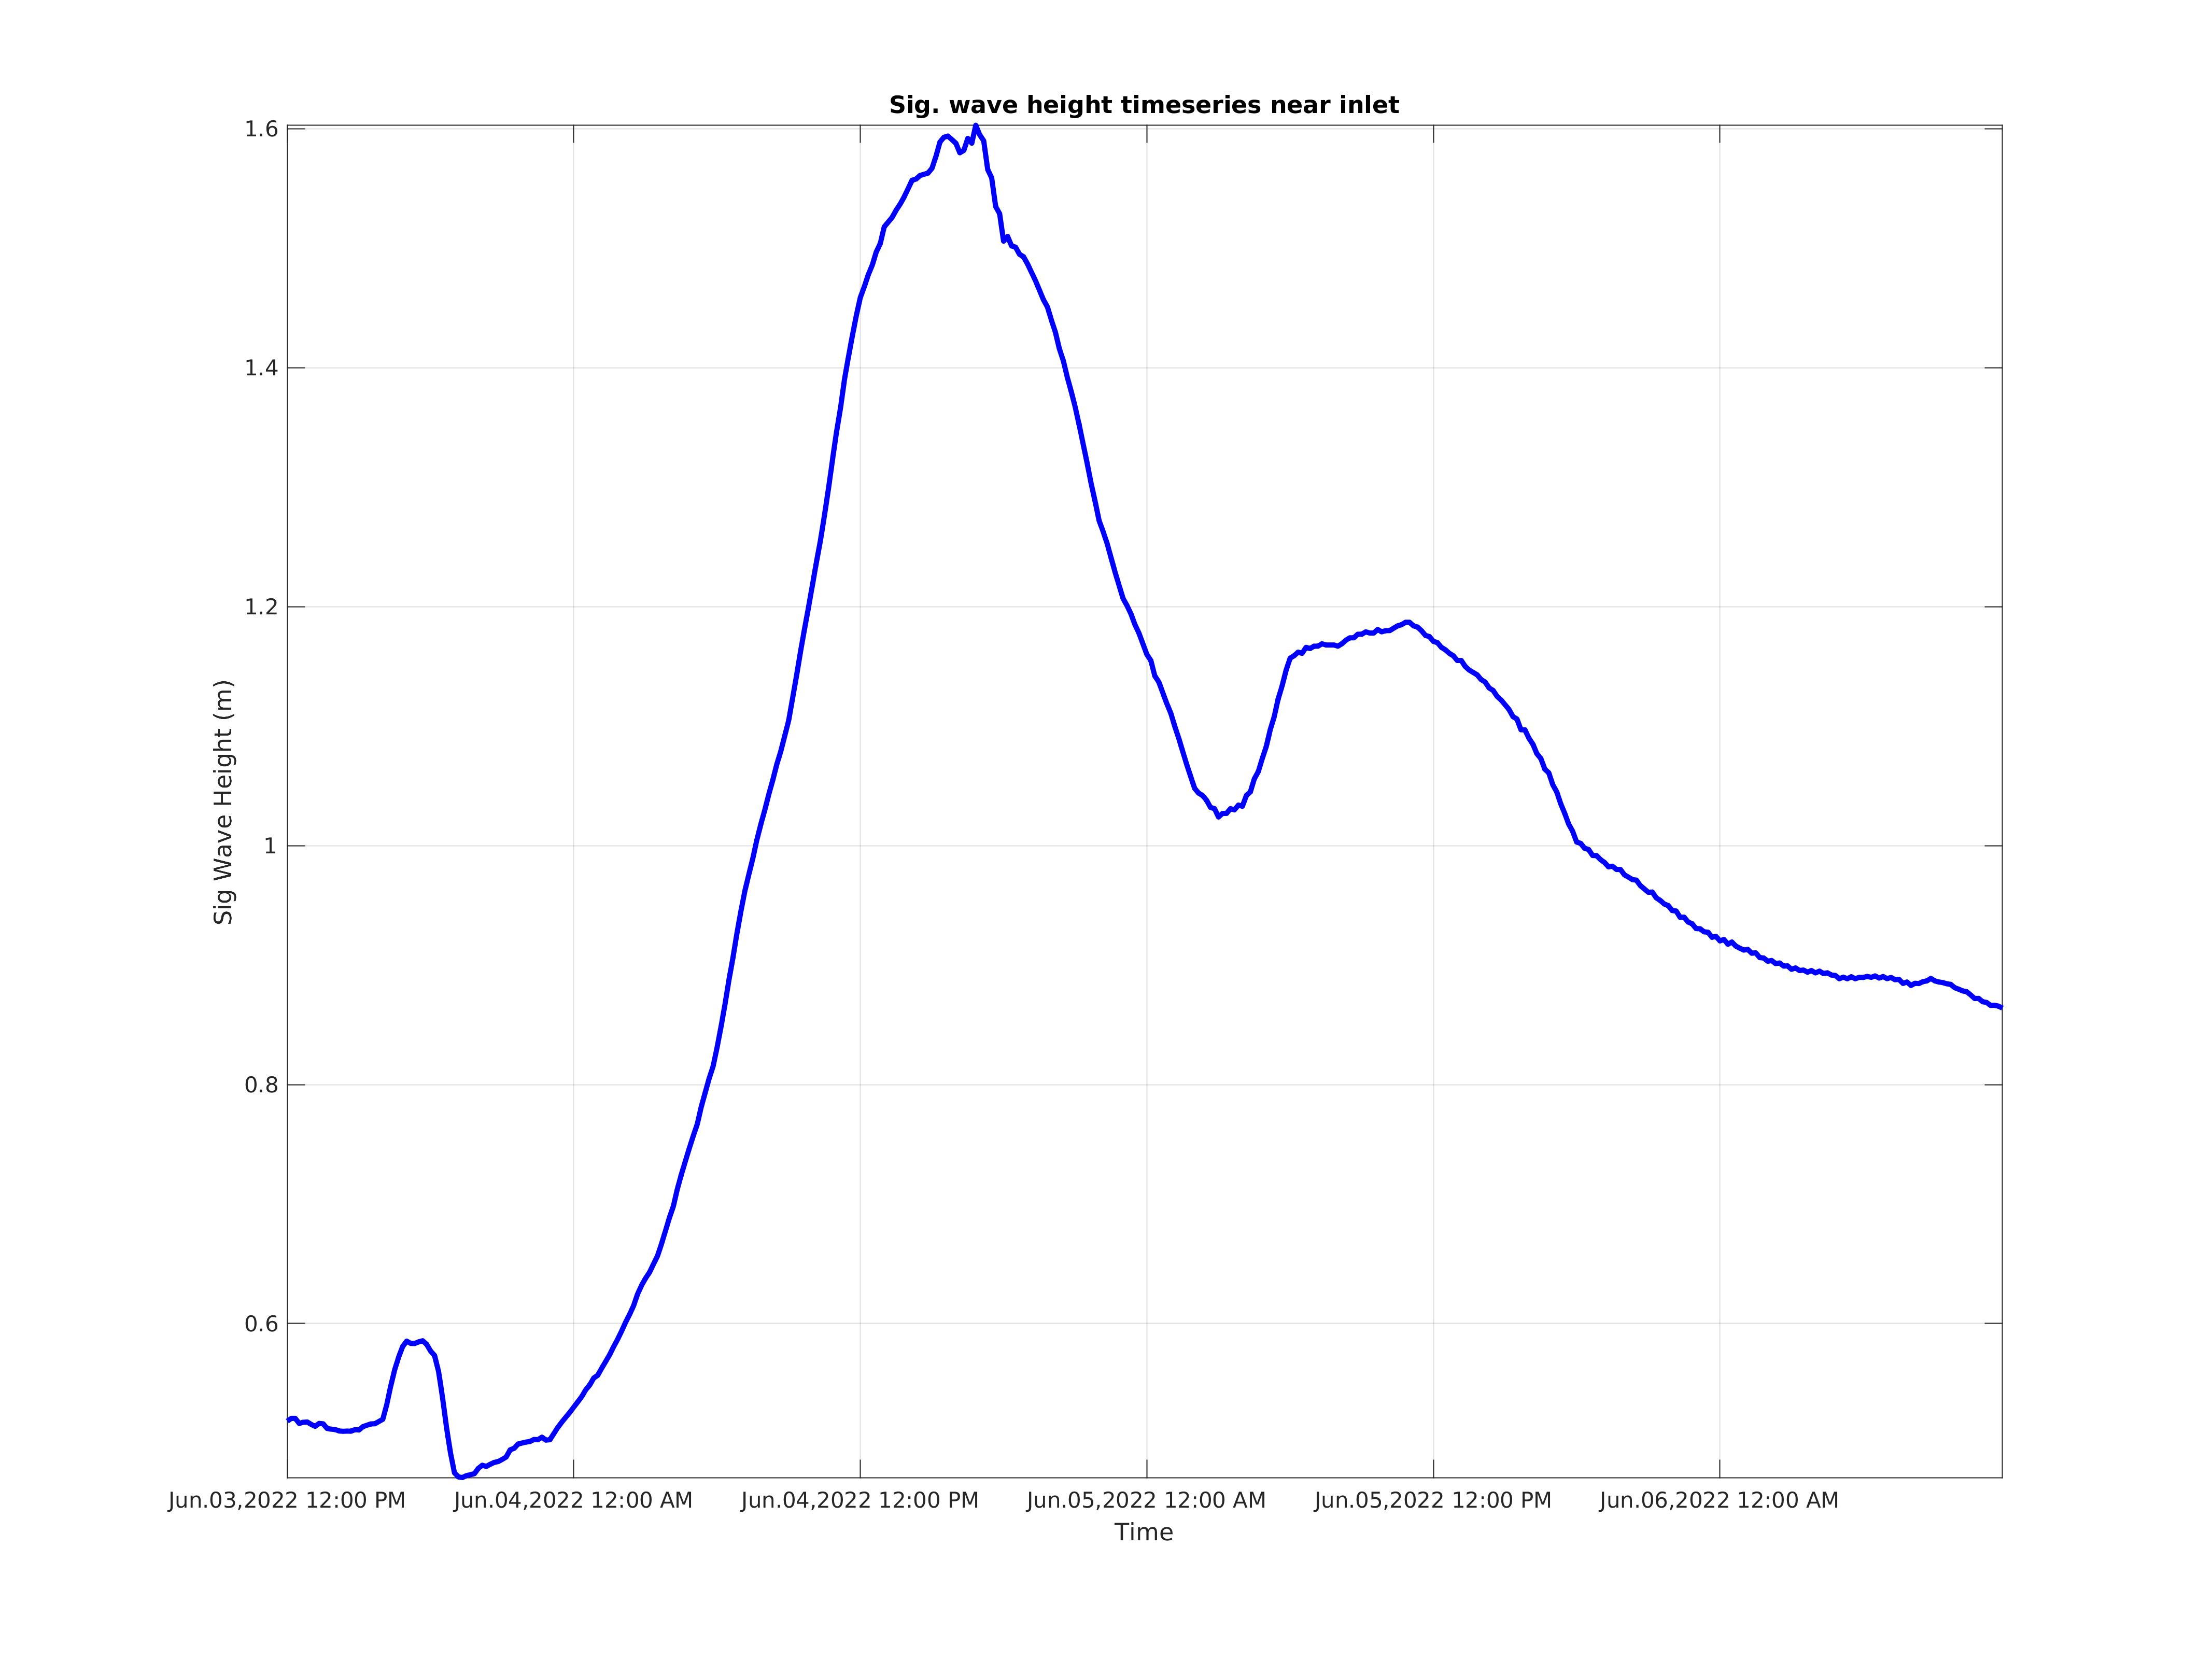 Sig. wave height timeseries near inlet
1.6
1.4
1.2
1
0.8
0.6
Sig Wave Height (m)
Jun.03,2022 12:00 PM
Jun.04,2022 12:00 AM
Jun.04,2022 12:00 PM
Jun.05,2022 12:00 AM
Jun.05,2022 12:00 PM
Jun.06,2022 12:00 AM
Time